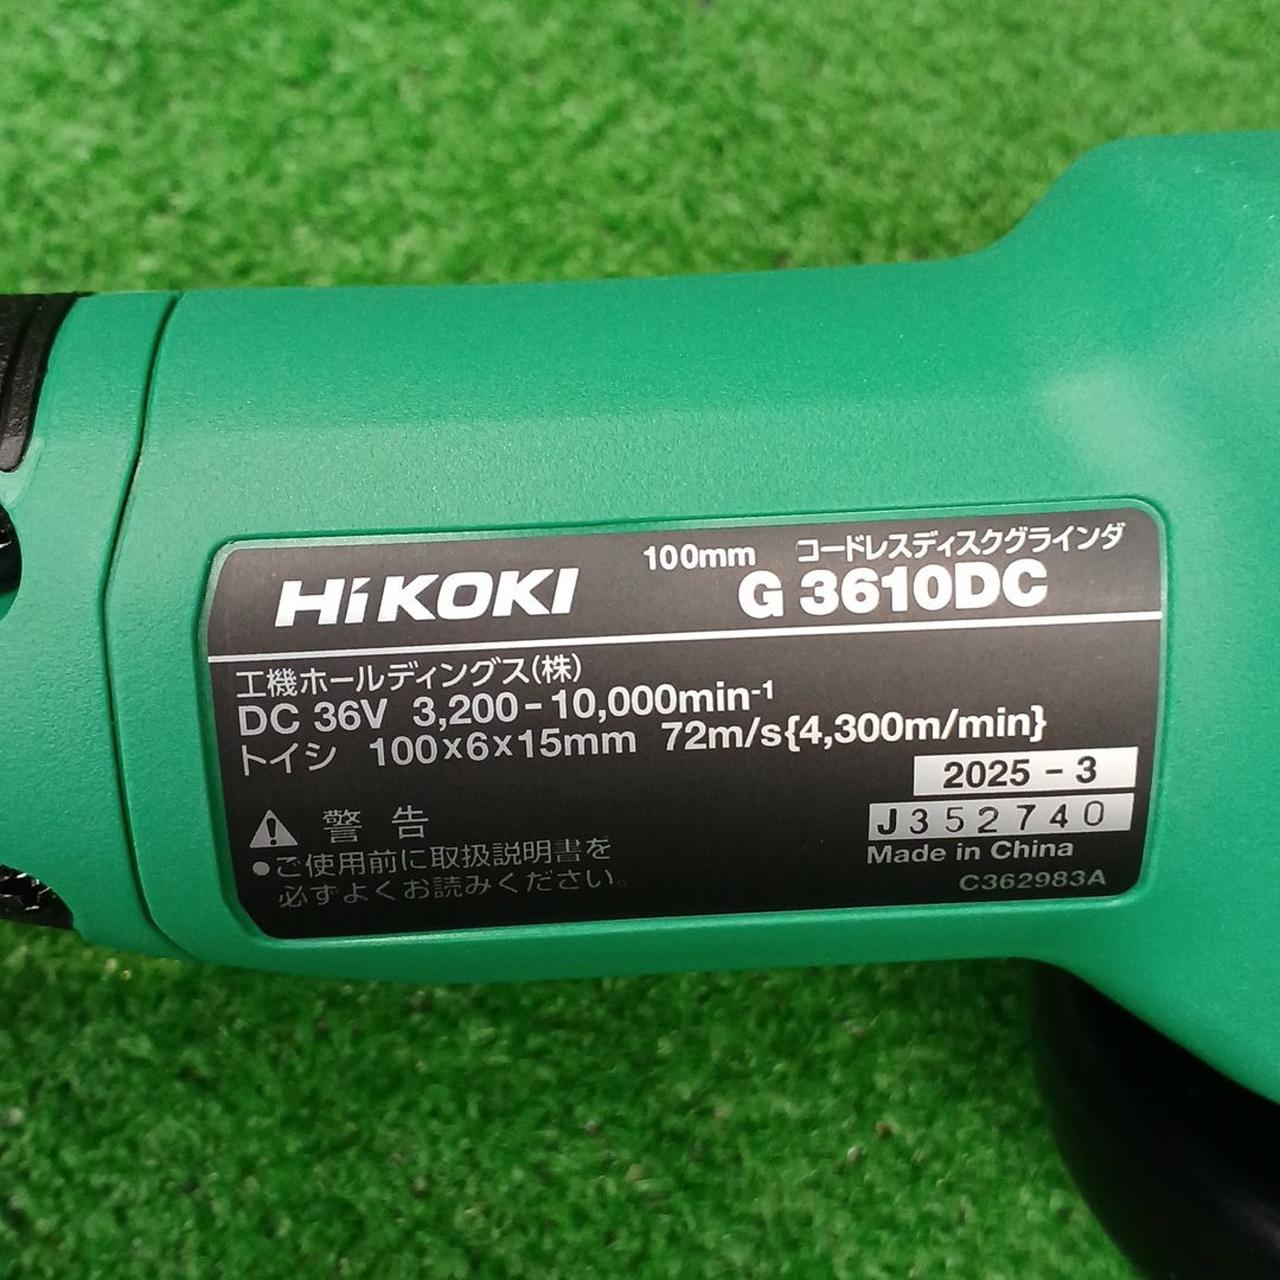 100mm コードレスディスクグラインダ
HiKOKI G 3610DC
工機ホールディングス(株)
DC 36V 3,200-10,000min-1
トイシ 100×6×15mm 72m/s{4,300m/min}
2025-3
J352740
Made in China
C362983A
警告
●ご使用前に取扱説明書を
必ずよくお読みください。